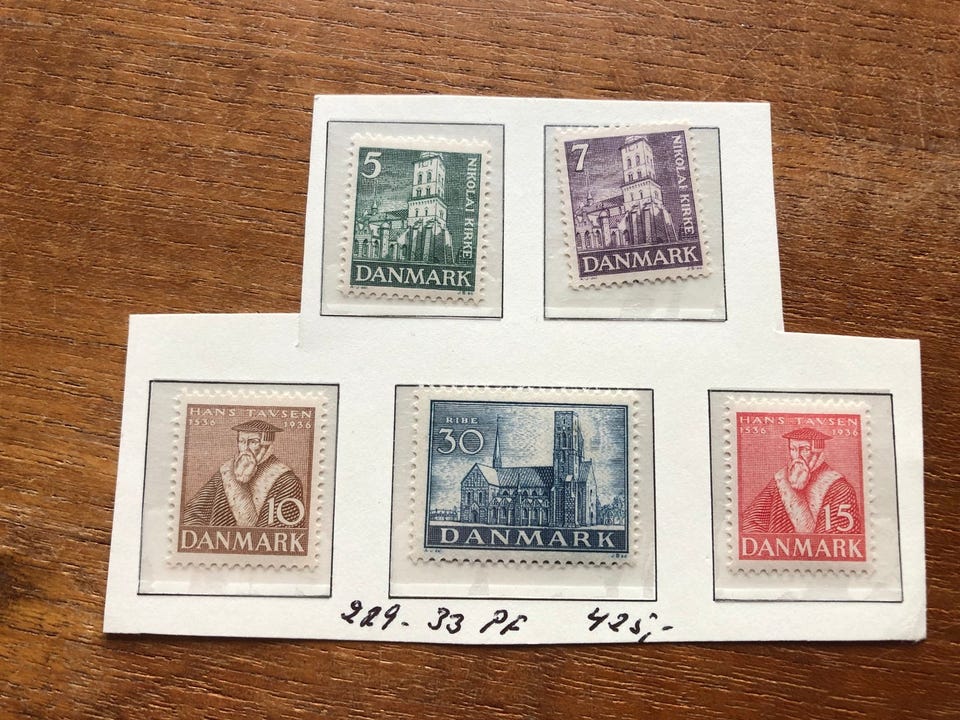 5
NIKOLAI KIRKE
DANMARK
7
NIKOLAI KIRKE
DANMARK
HANS TAVSEN
1536 1936
10
DANMARK
RIBE
30
DANMARK
HANS TAVSEN
1536 1936
15
DANMARK
229-33 PF 425,-